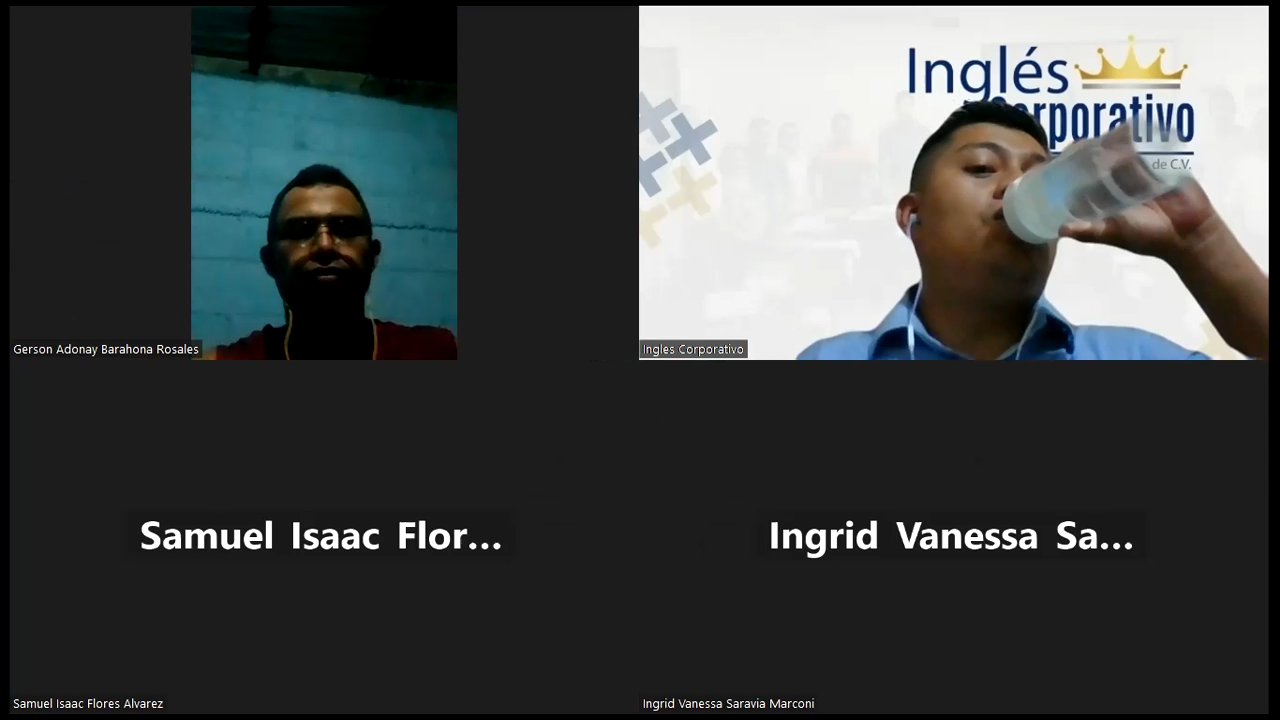 Inglés
Corporativo
de C.V.
Gerson Adonay Barahona Rosales
Ingles Corporativo
Samuel Isaac Flor...
Ingrid Vanessa Sa...
Samuel Isaac Flores Alvarez
Ingrid Vanessa Saravia Marconi